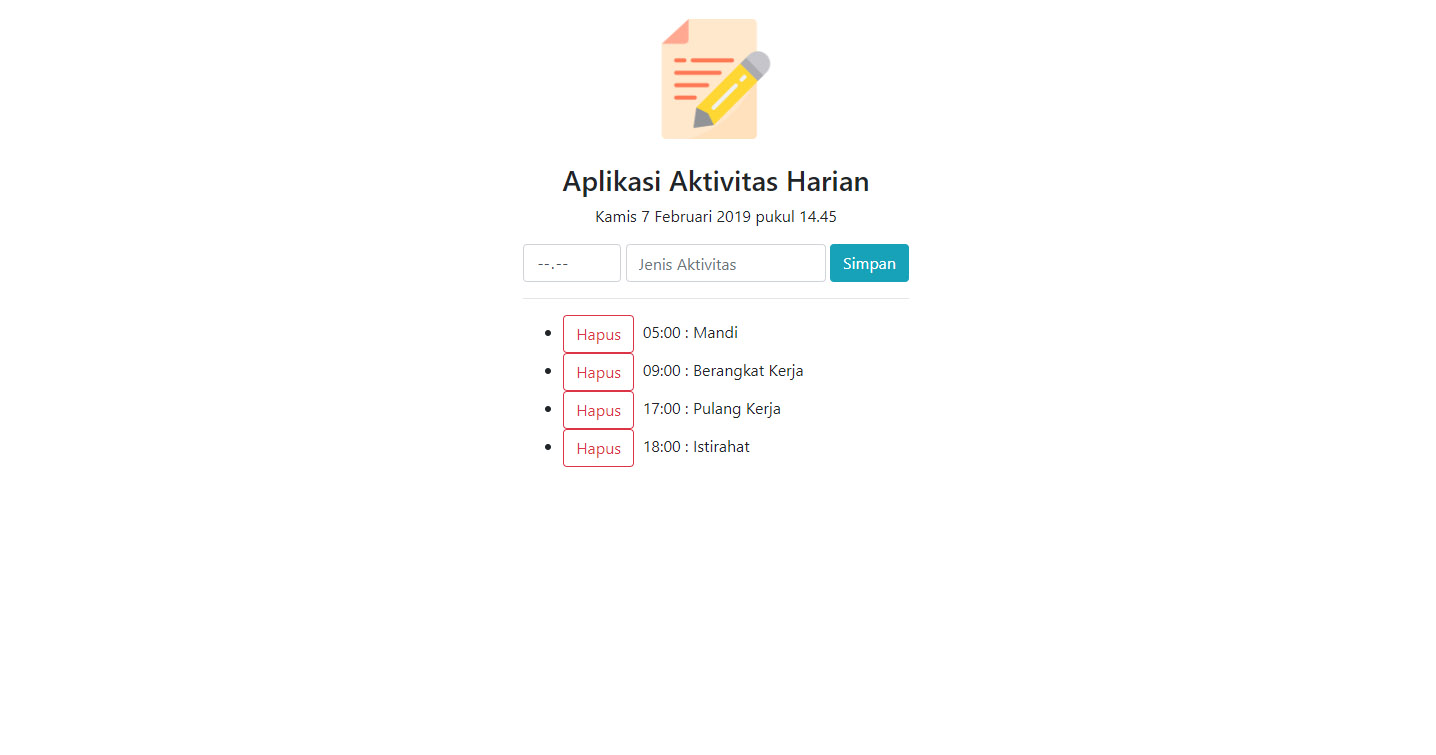 Aplikasi Aktivitas Harian
Kamis 7 Februari 2019 pukul 14.45
--.-- Jenis Aktivitas Simpan
Hapus 05:00 : Mandi
Hapus 09:00 : Berangkat Kerja
Hapus 17:00 : Pulang Kerja
Hapus 18:00 : Istirahat